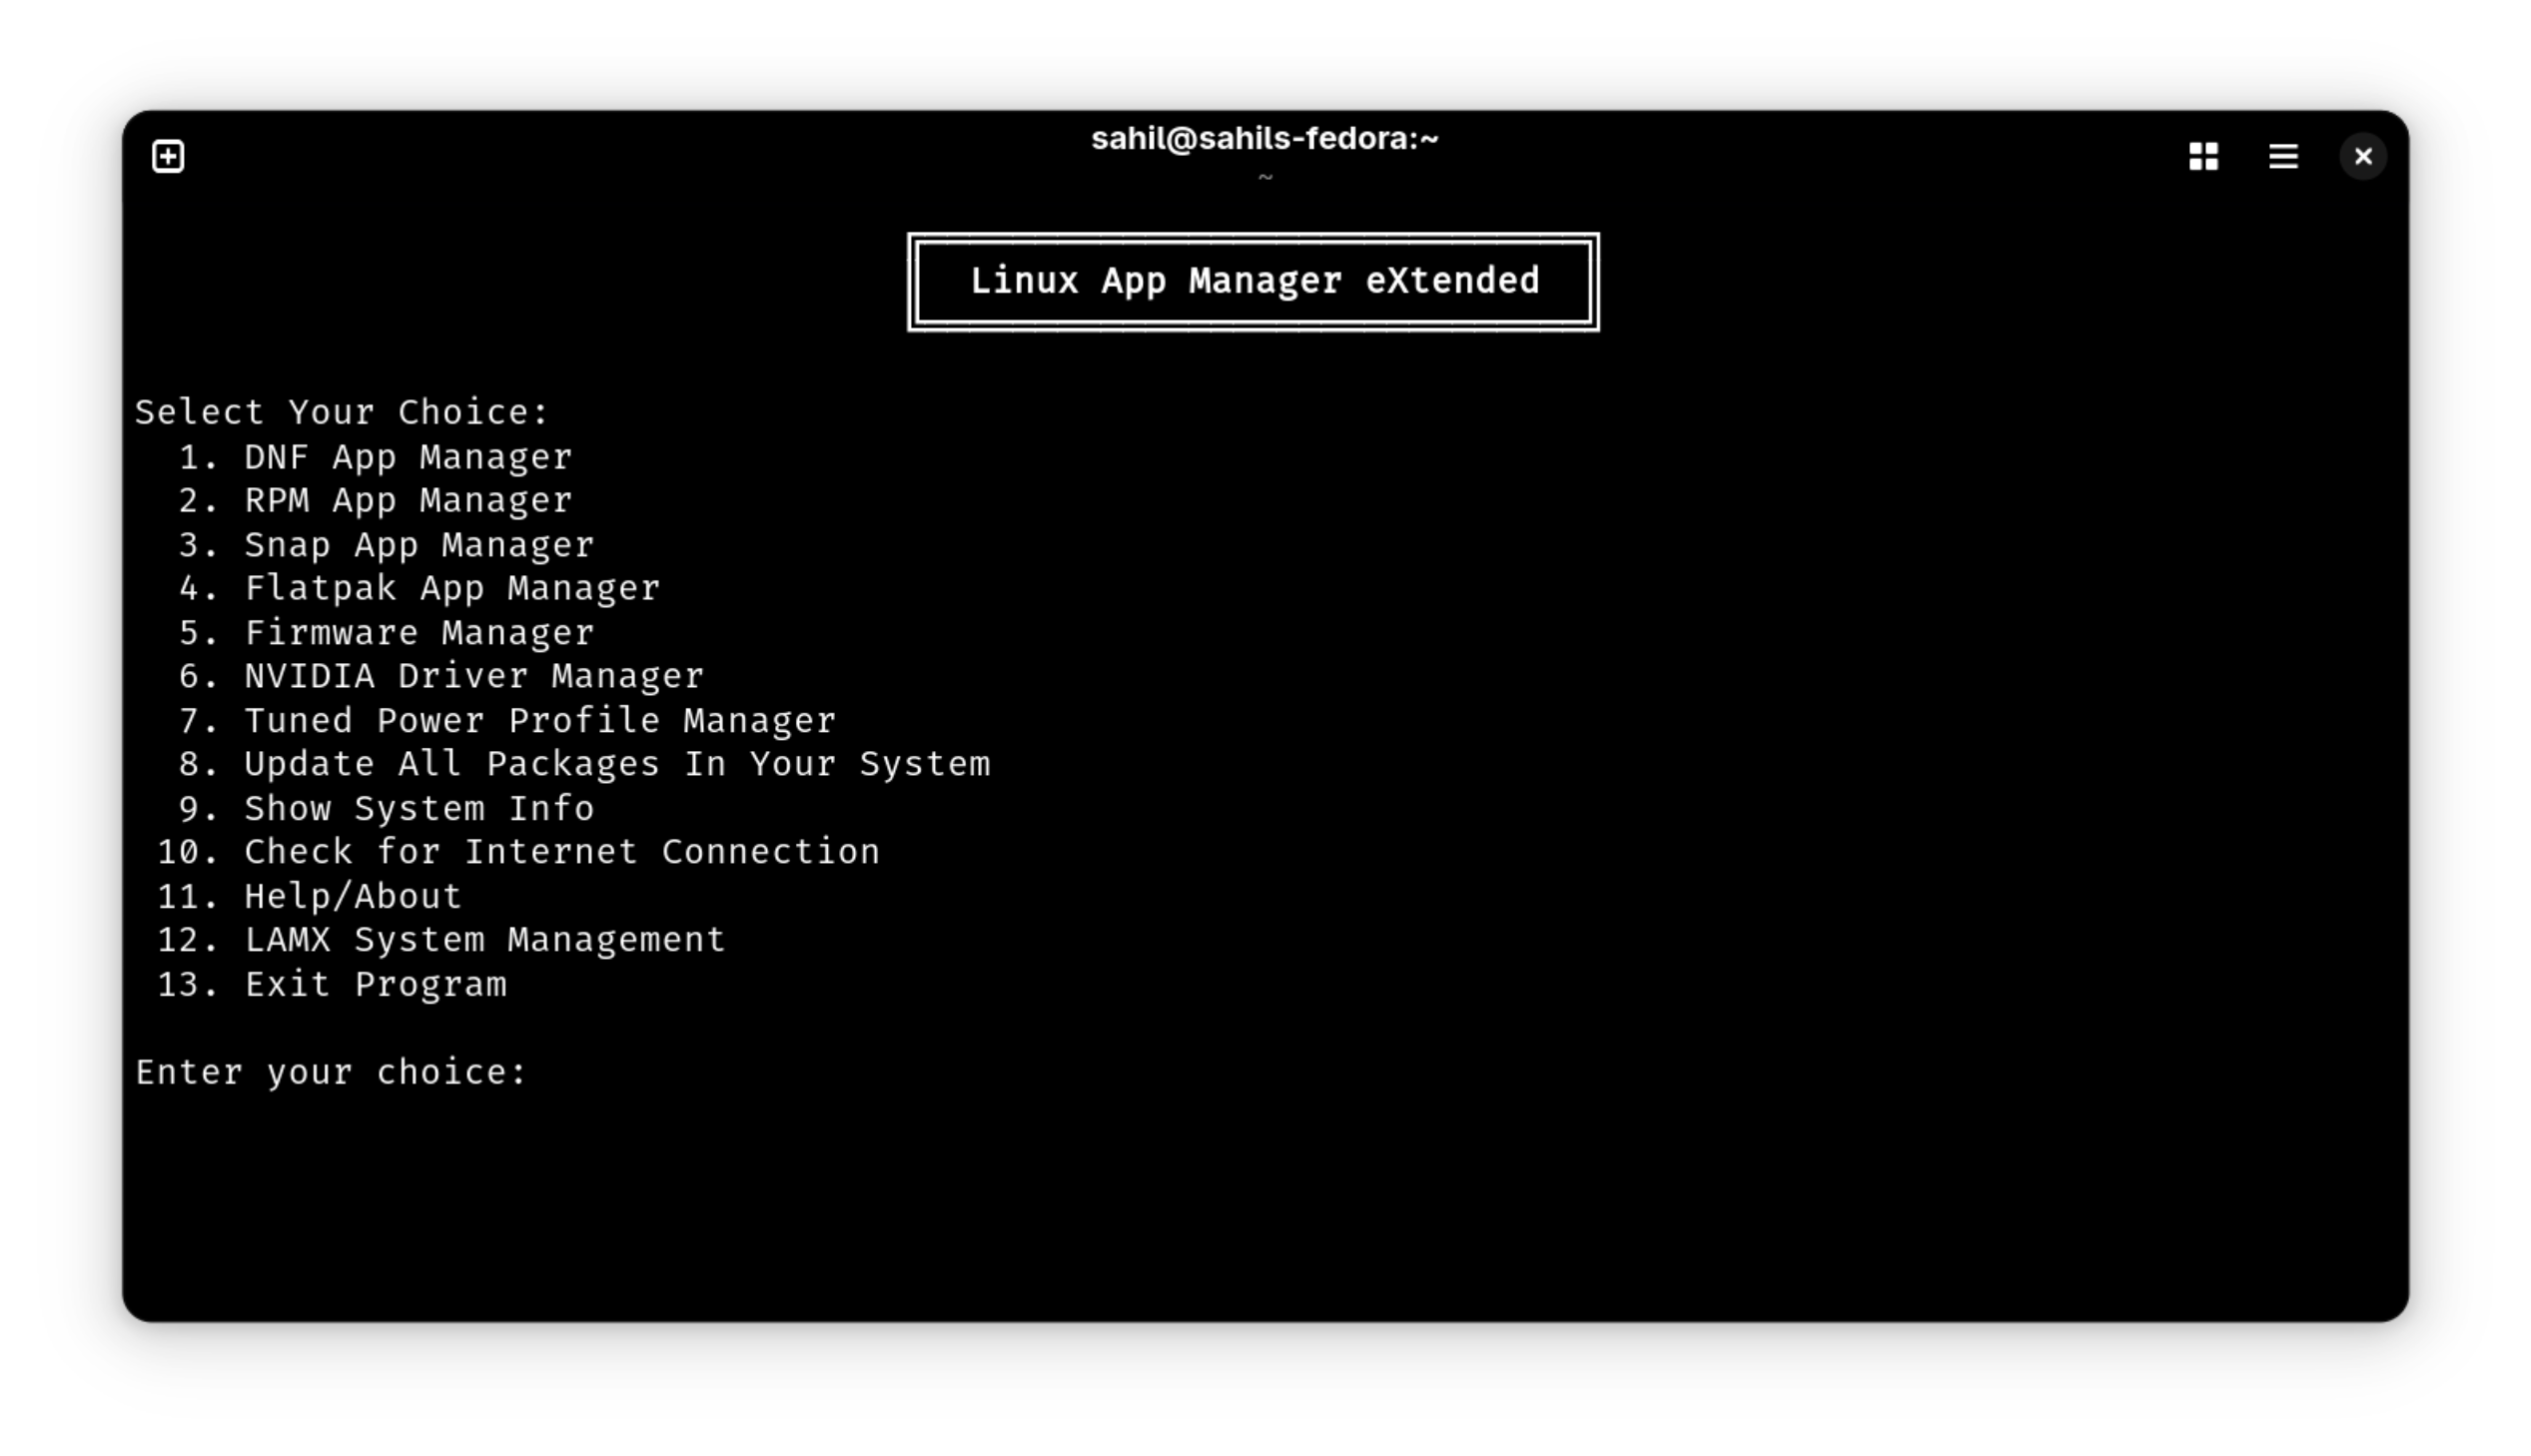 sahil@sahils-fedora:~
~
Linux App Manager eXtended
Select Your Choice:
1. DNF App Manager
2. RPM App Manager
3. Snap App Manager
4. Flatpak App Manager
5. Firmware Manager
6. NVIDIA Driver Manager
7. Tuned Power Profile Manager
8. Update All Packages In Your System
9. Show System Info
10. Check for Internet Connection
11. Help/About
12. LAMX System Management
13. Exit Program
Enter your choice: